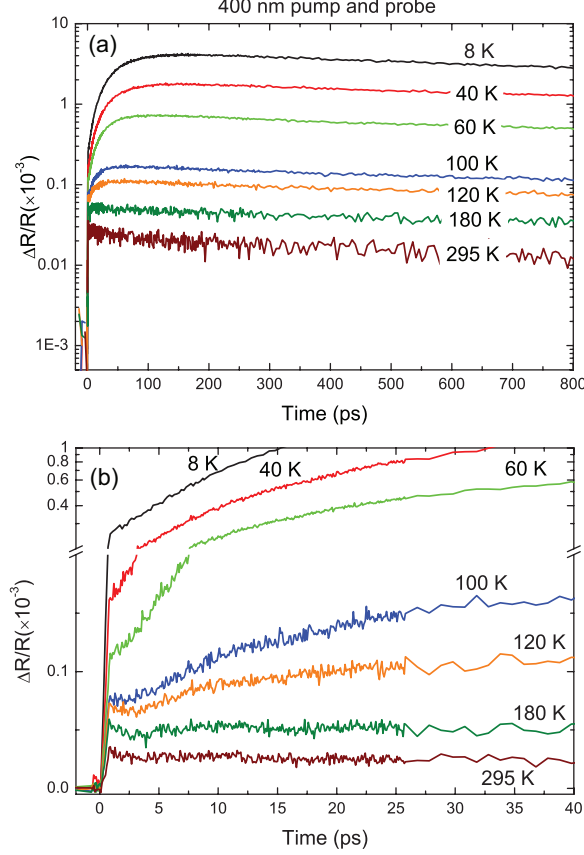 400 nm pump and probe
(a)
10
1
0.1
0.01
1E-3
ΔR/R(×10⁻³)
8 K
40 K
60 K
100 K
120 K
180 K
295 K
0 100 200 300 400 500 600 700 800
Time (ps)
(b)
1
0.8
0.6
0.4
0.1
0.0
ΔR/R(×10⁻³)
8 K
40 K
60 K
100 K
120 K
180 K
295 K
0 5 10 15 20 25 30 35 40
Time (ps)